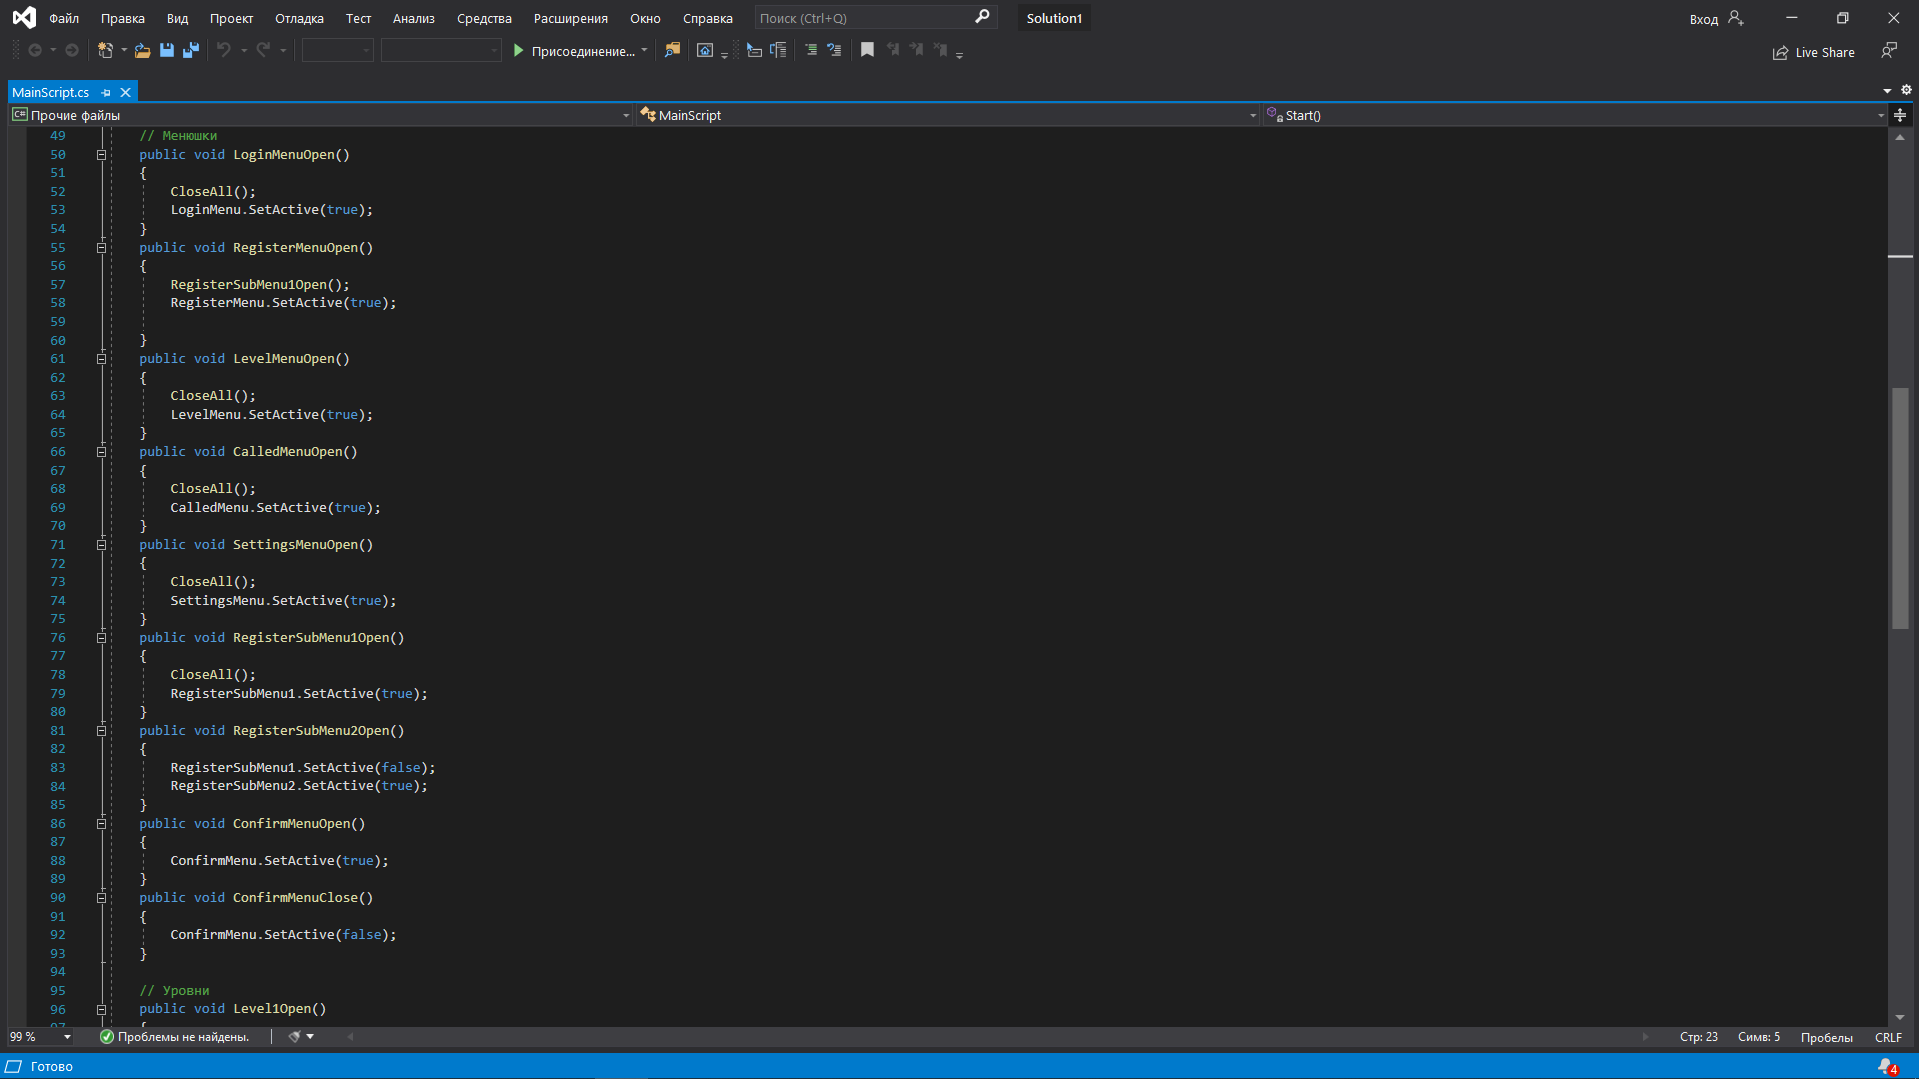 Файл Правка Вид Проект Отладка Тест Анализ Средства Расширения Окно Справка Поиск (Ctrl+Q) Solution1 Вход
Присоединение... Live Share
MainScript.cs
C# Прочие файлы MainScript Start()
49 // Менюшки
50 public void LoginMenuOpen()
51 {
52 CloseAll();
53 LoginMenu.SetActive(true);
54 }
55 public void RegisterMenuOpen()
56 {
57 RegisterSubMenu1Open();
58 RegisterMenu.SetActive(true);
59
60 }
61 public void LevelMenuOpen()
62 {
63 CloseAll();
64 LevelMenu.SetActive(true);
65 }
66 public void CalledMenuOpen()
67 {
68 CloseAll();
69 CalledMenu.SetActive(true);
70 }
71 public void SettingsMenuOpen()
72 {
73 CloseAll();
74 SettingsMenu.SetActive(true);
75 }
76 public void RegisterSubMenu1Open()
77 {
78 CloseAll();
79 RegisterSubMenu1.SetActive(true);
80 }
81 public void RegisterSubMenu2Open()
82 {
83 RegisterSubMenu1.SetActive(false);
84 RegisterSubMenu2.SetActive(true);
85 }
86 public void ConfirmMenuOpen()
87 {
88 ConfirmMenu.SetActive(true);
89 }
90 public void ConfirmMenuClose()
91 {
92 ConfirmMenu.SetActive(false);
93 }
94
95 // Уровни
96 public void Level1Open()
97 {
99 % Проблемы не найдены. Стр: 23 Симв: 5 Пробелы CRLF
Готово 4